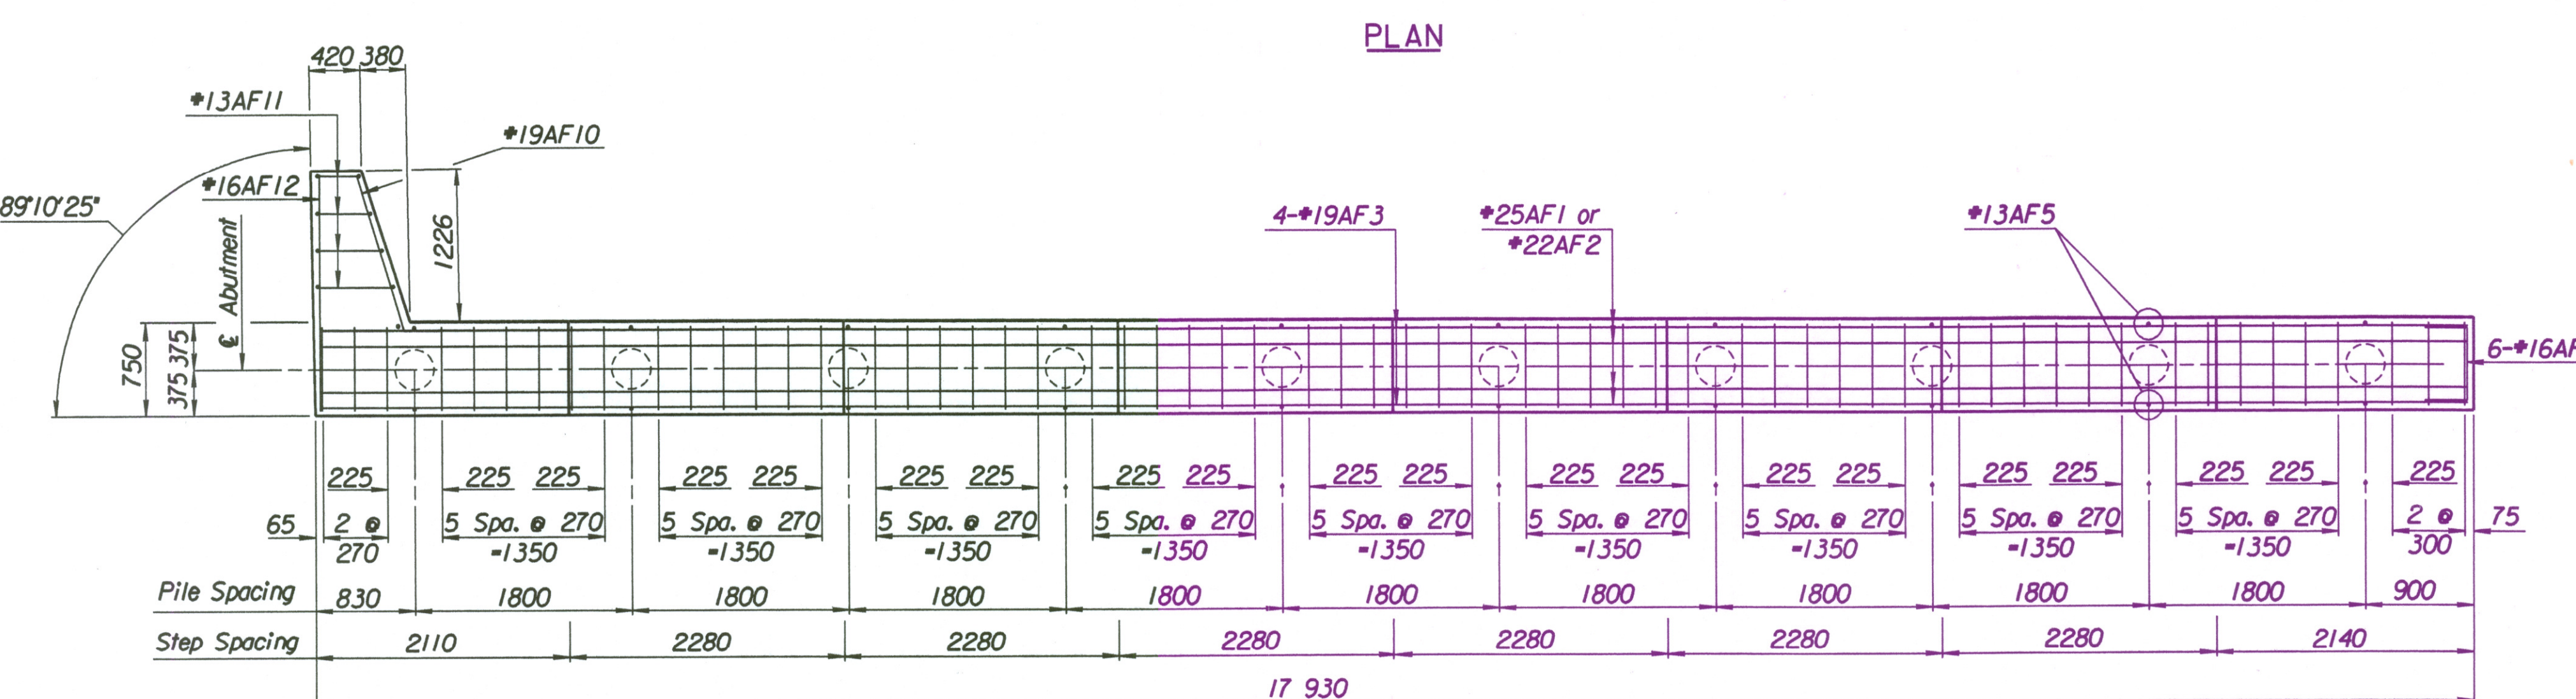 PLAN
420 380
#13AF11
#19AF10
#16AF12
89°10'25"
℄ Abutment
1226
750
375 375
4-#19AF3
#25AF1 or
#22AF2
#13AF5
6-#16AF
225 225 225 225 225 225 225 225 225 225 225 225 225 225 225 225 225 225 225 225
65 2 @ 5 Spa. @ 270 5 Spa. @ 270 5 Spa. @ 270 5 Spa. @ 270 5 Spa. @ 270 5 Spa. @ 270 5 Spa. @ 270 5 Spa. @ 270 5 Spa. @ 270 2 @ 75
270 =1350 =1350 =1350 =1350 =1350 =1350 =1350 =1350 =1350 300
Pile Spacing 830 1800 1800 1800 1800 1800 1800 1800 1800 1800 900
Step Spacing 2110 2280 2280 2280 2280 2280 2280 2140
17 930